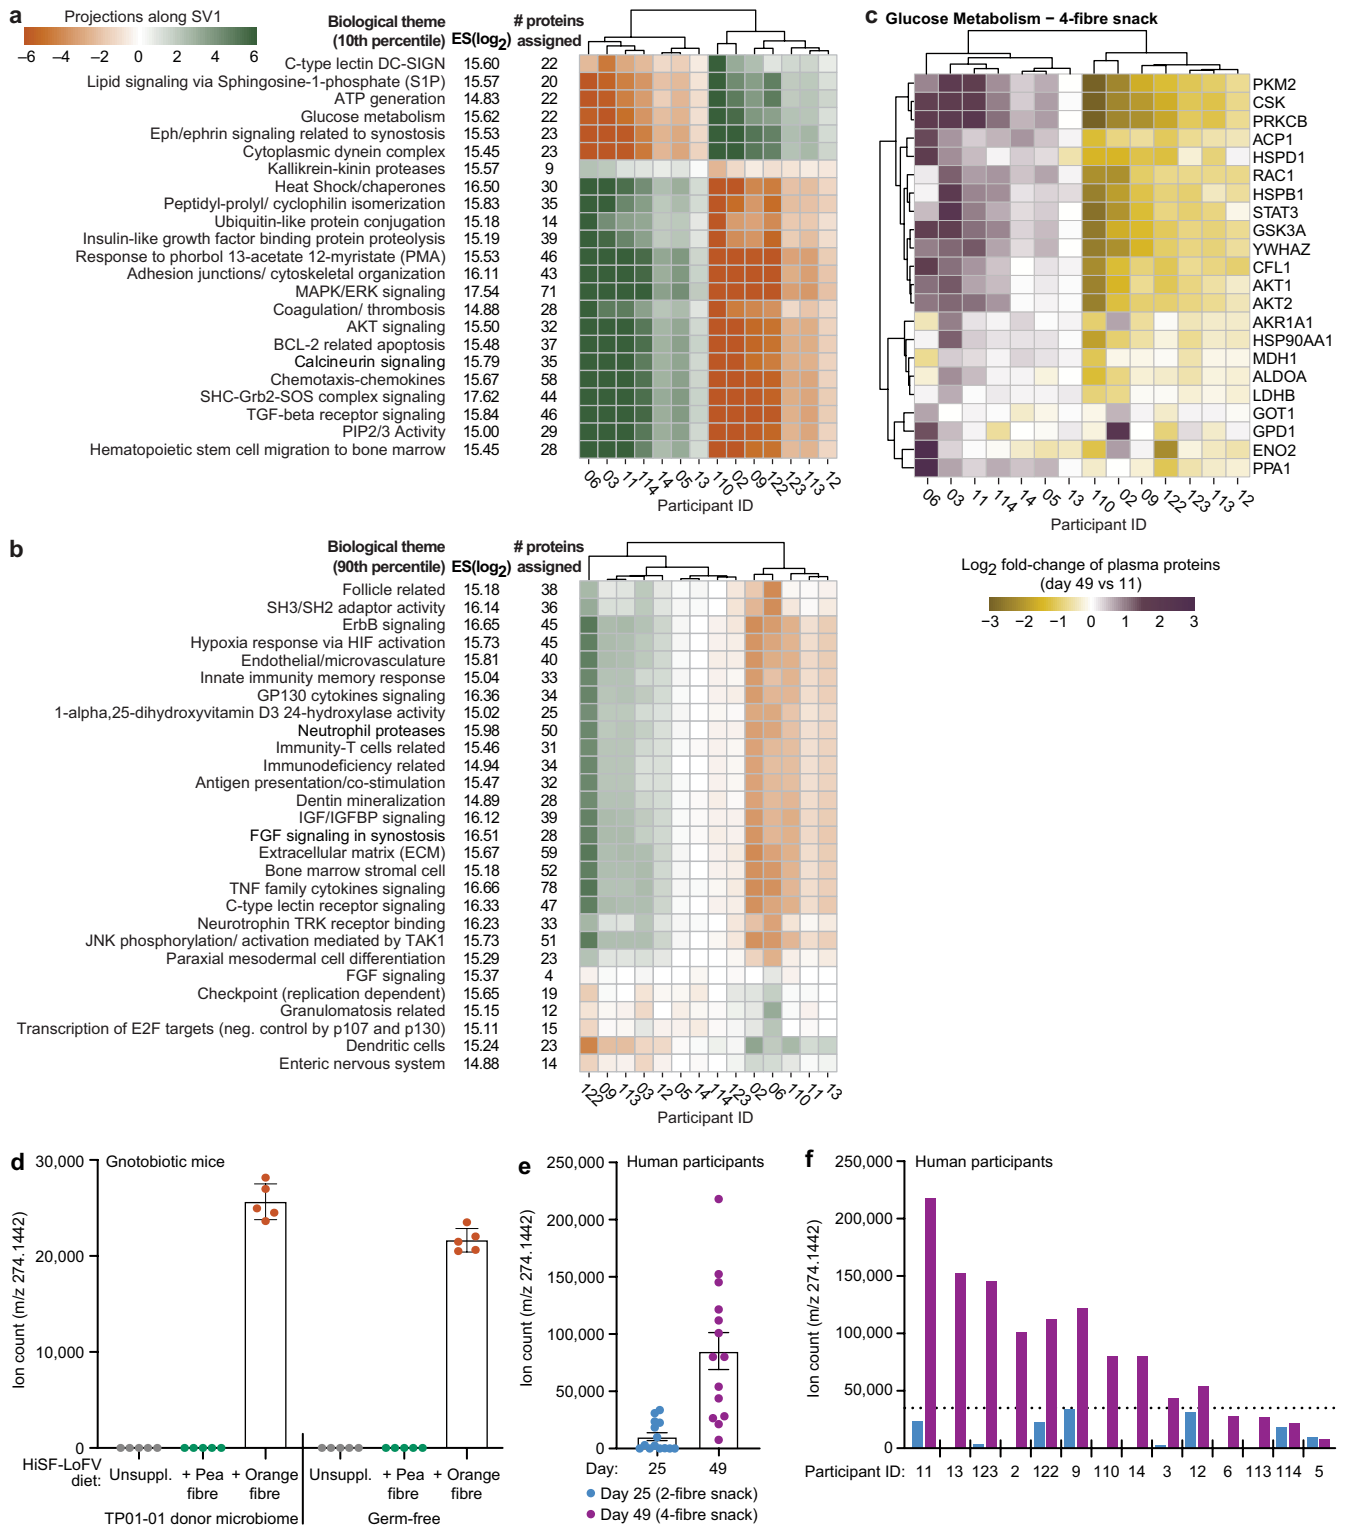 a
Projections along SV1
−6 −4 −2 0 2 4 6
Biological theme (10th percentile) ES(log2) # proteins assigned
C-type lectin DC-SIGN 15.60 22
Lipid signaling via Sphingosine-1-phosphate (S1P) 15.57 20
ATP generation 14.83 22
Glucose metabolism 15.62 22
Eph/ephrin signaling related to synostosis 15.53 23
Cytoplasmic dynein complex 15.45 23
Kallikrein-kinin proteases 15.57 9
Heat Shock/chaperones 16.50 30
Peptidyl-prolyl/ cyclophilin isomerization 15.83 35
Ubiquitin-like protein conjugation 15.18 14
Insulin-like growth factor binding protein proteolysis 15.19 39
Response to phorbol 13-acetate 12-myristate (PMA) 15.53 46
Adhesion junctions/ cytoskeletal organization 16.11 43
MAPK/ERK signaling 17.54 71
Coagulation/ thrombosis 14.88 28
AKT signaling 15.50 32
BCL-2 related apoptosis 15.48 37
Calcineurin signaling 15.79 35
Chemotaxis-chemokines 15.67 58
SHC-Grb2-SOS complex signaling 17.62 44
TGF-beta receptor signaling 15.84 46
PIP2/3 Activity 15.00 29
Hematopoietic stem cell migration to bone marrow 15.45 28
06 03 11 114 14 05 13 110 02 09 122 123 113 12
Participant ID
b
Biological theme (90th percentile) ES(log2) # proteins assigned
Follicle related 15.18 38
SH3/SH2 adaptor activity 16.14 36
ErbB signaling 16.65 45
Hypoxia response via HIF activation 15.73 45
Endothelial/microvasculature 15.81 40
Innate immunity memory response 15.04 33
GP130 cytokines signaling 16.36 34
1-alpha,25-dihydroxyvitamin D3 24-hydroxylase activity 15.02 25
Neutrophil proteases 15.98 50
Immunity-T cells related 15.46 31
Immunodeficiency related 14.94 34
Antigen presentation/co-stimulation 15.47 32
Dentin mineralization 14.89 28
IGF/IGFBP signaling 16.12 39
FGF signaling in synostosis 16.51 28
Extracellular matrix (ECM) 15.67 59
Bone marrow stromal cell 15.18 52
TNF family cytokines signaling 16.66 78
C-type lectin receptor signaling 16.33 47
Neurotrophin TRK receptor binding 16.23 33
JNK phosphorylation/ activation mediated by TAK1 15.73 51
Paraxial mesodermal cell differentiation 15.29 23
FGF signaling 15.37 4
Checkpoint (replication dependent) 15.65 19
Granulomatosis related 15.15 12
Transcription of E2F targets (neg. control by p107 and p130) 15.11 15
Dendritic cells 15.24 23
Enteric nervous system 14.88 14
122 09 113 03 12 05 14 114 123 02 06 110 11 13
Participant ID
c Glucose Metabolism − 4-fibre snack
PKM2
CSK
PRKCB
ACP1
HSPD1
RAC1
HSPB1
STAT3
GSK3A
YWHAZ
CFL1
AKT1
AKT2
AKR1A1
HSP90AA1
MDH1
ALDOA
LDHB
GOT1
GPD1
ENO2
PPA1
06 03 11 114 14 05 13 110 02 09 122 123 113 12
Participant ID
Log2 fold-change of plasma proteins
(day 49 vs 11)
−3 −2 −1 0 1 2 3
d
Gnotobiotic mice
Ion count (m/z 274.1442)
30,000
20,000
10,000
0
HiSF-LoFV diet: Unsuppl. + Pea fibre + Orange fibre Unsuppl. + Pea fibre + Orange fibre
TP01-01 donor microbiome Germ-free
e
Human participants
Ion count (m/z 274.1442)
250,000
200,000
150,000
100,000
50,000
0
Day: 25 49
Day 25 (2-fibre snack)
Day 49 (4-fibre snack)
f
Human participants
Ion count (m/z 274.1442)
250,000
200,000
150,000
100,000
50,000
0
Participant ID: 11 13 123 2 122 9 110 14 3 12 6 113 114 5